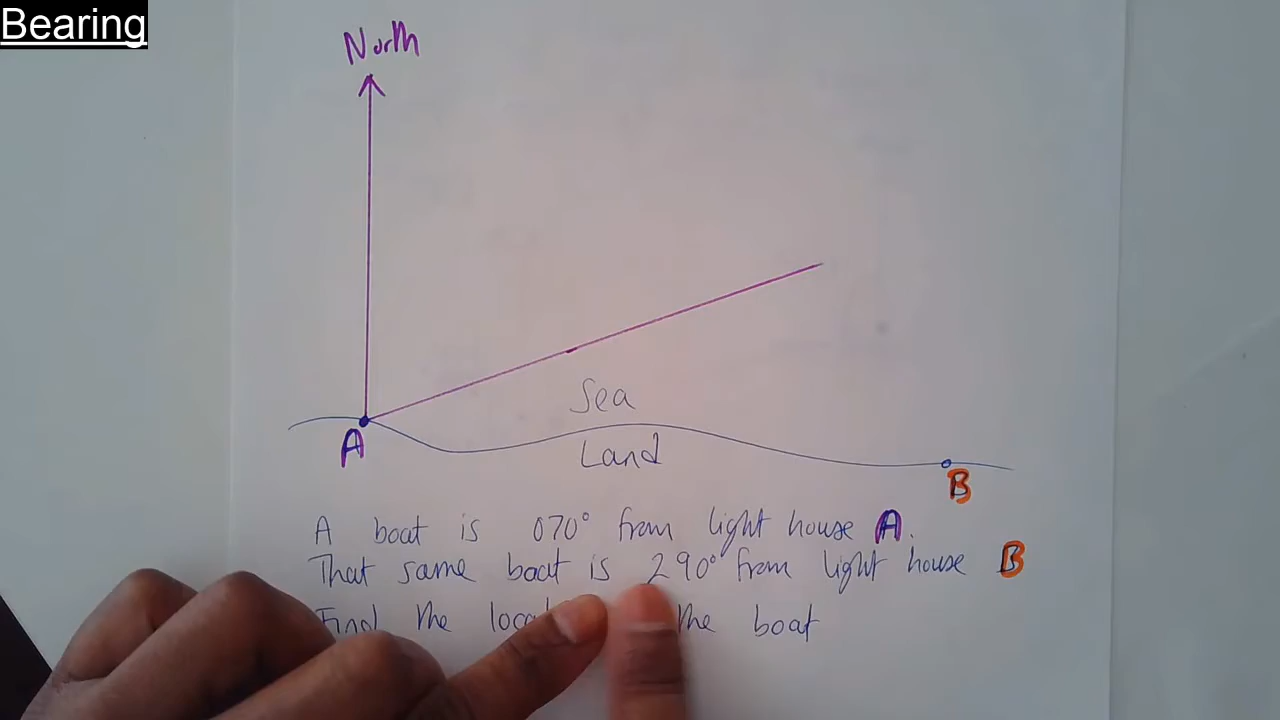 Bearing
North
Sea
Land
A
B
A boat is 070° from light house A.
That same boat is 290° from light house B
Find the the boat